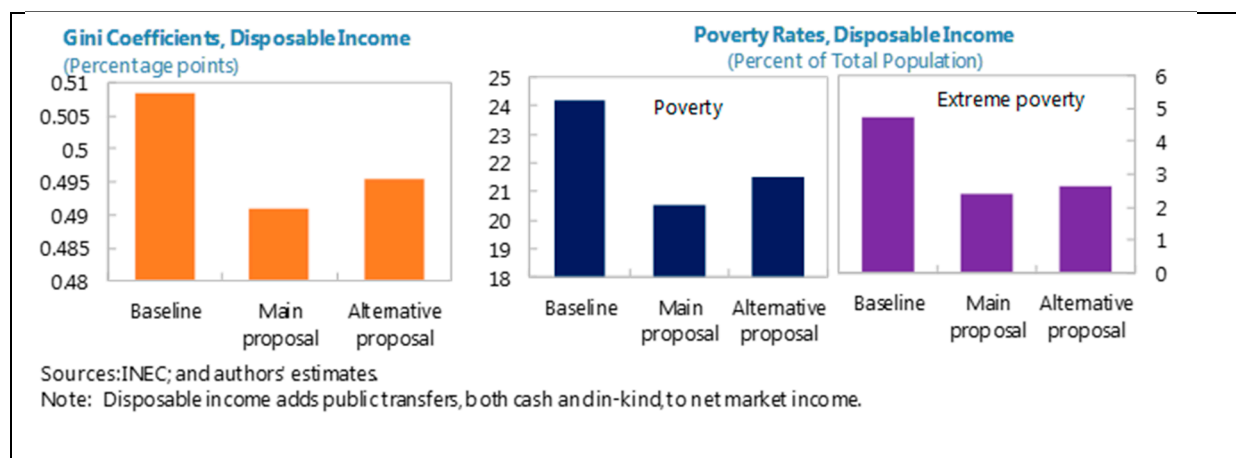 Gini Coefficients, Disposable Income
(Percentage points)
0.51
0.505
0.5
0.495
0.49
0.485
0.48
Baseline
Main proposal
Alternative proposal
Poverty Rates, Disposable Income
(Percent of Total Population)
25
24
23
22
21
20
19
18
Poverty
Baseline
Main proposal
Alternative proposal
Extreme poverty
6
5
4
3
2
1
0
Baseline
Main proposal
Alternative proposal
Sources:INEC; and authors' estimates.
Note: Disposable income adds public transfers, both cash and in-kind, to net market income.